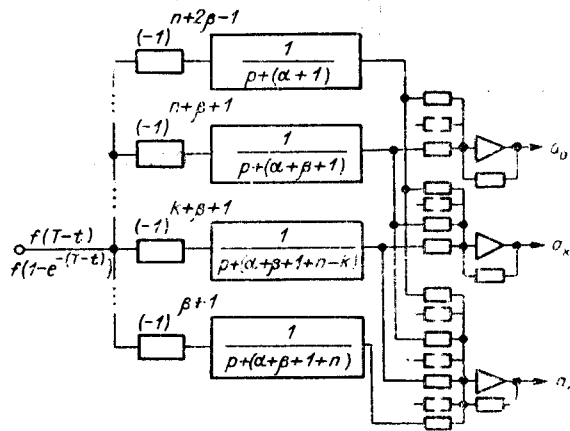 (-1) n+2β-1
1
p+(α+1)
(-1) n+β+1
1
p+(α+β+1)
a₀
(-1) k+β+1
1
p+(α+β+1+n-k)
f(T-t)
f(1-e^{-(T-t)})
aₖ
(-1) β+1
1
p+(α+β+1+n)